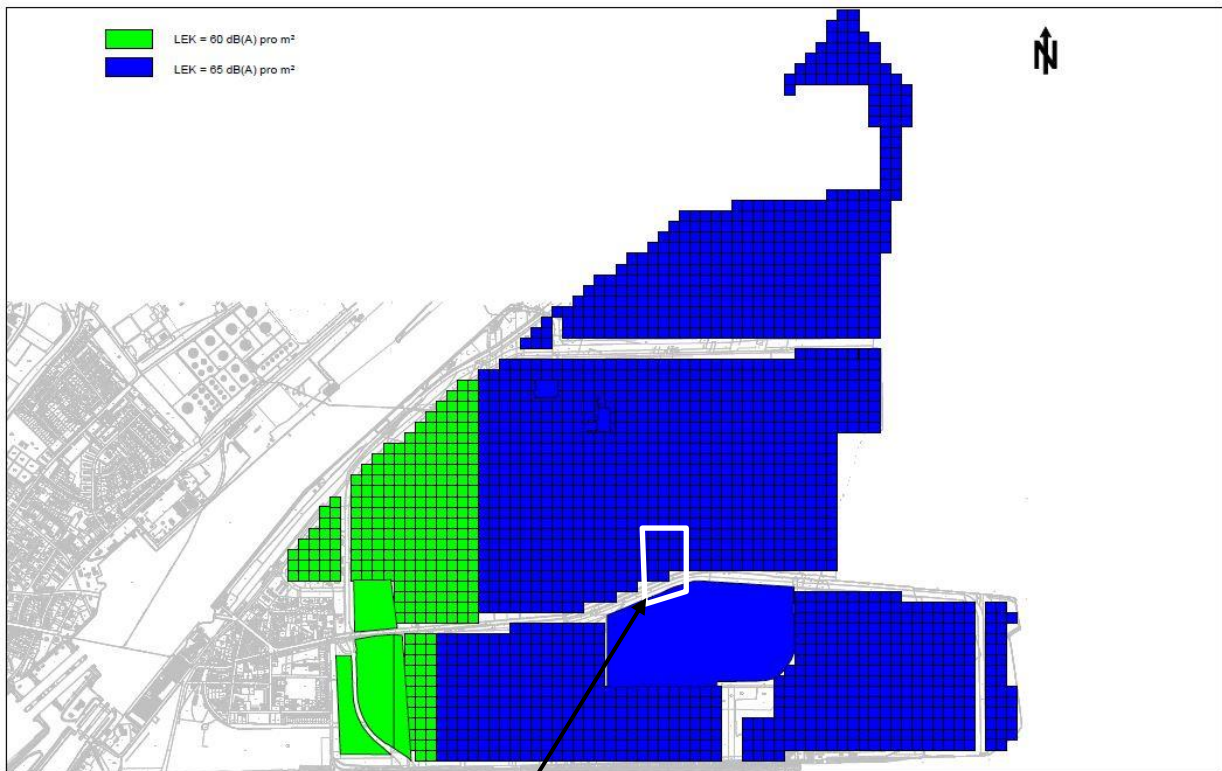 LEK = 60 dB(A) pro m²
LEK = 65 dB(A) pro m²
N